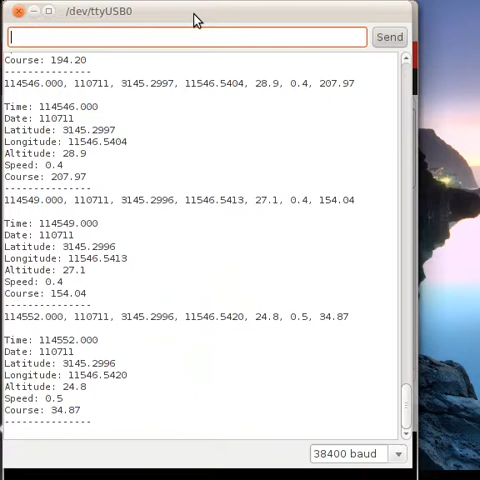 /dev/ttyUSB0
Send
Course: 194.20
---------------
114546.000, 110711, 3145.2997, 11546.5404, 28.9, 0.4, 207.97
Time: 114546.000
Date: 110711
Latitude: 3145.2997
Longitude: 11546.5404
Altitude: 28.9
Speed: 0.4
Course: 207.97
---------------
114549.000, 110711, 3145.2996, 11546.5413, 27.1, 0.4, 154.04
Time: 114549.000
Date: 110711
Latitude: 3145.2996
Longitude: 11546.5413
Altitude: 27.1
Speed: 0.4
Course: 154.04
---------------
114552.000, 110711, 3145.2996, 11546.5420, 24.8, 0.5, 34.87
Time: 114552.000
Date: 110711
Latitude: 3145.2996
Longitude: 11546.5420
Altitude: 24.8
Speed: 0.5
Course: 34.87
---------------
38400 baud